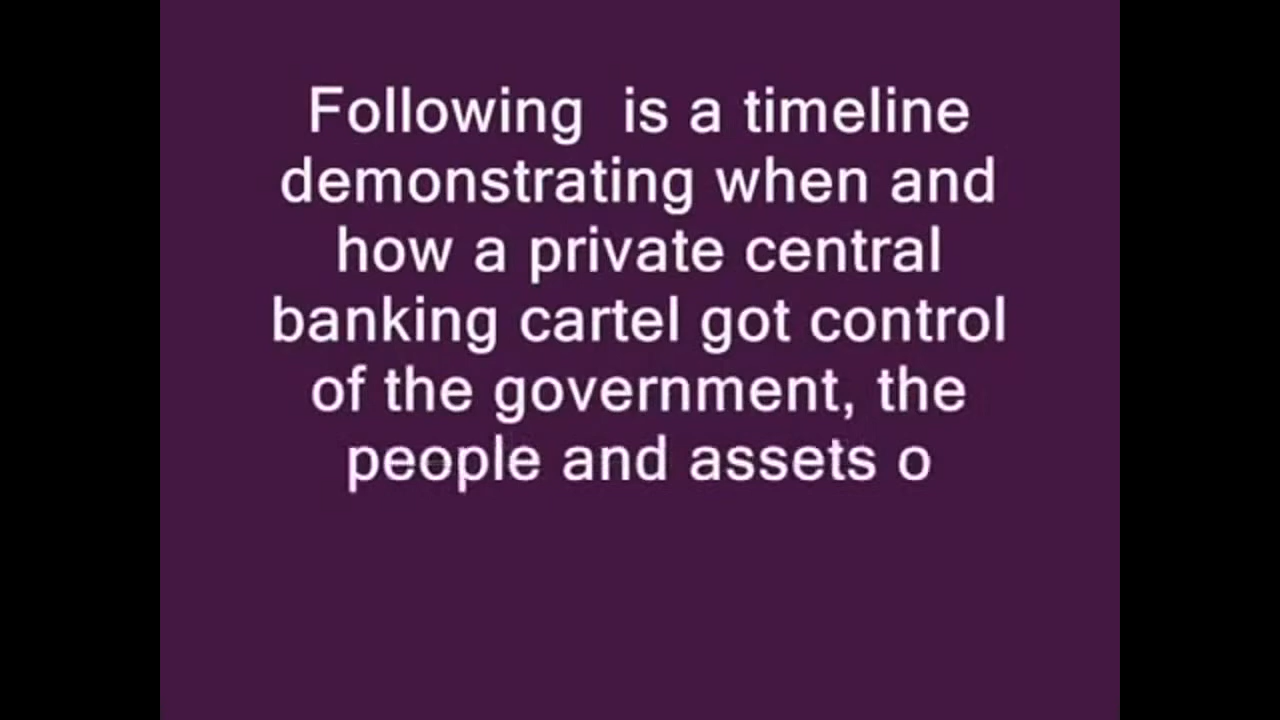 Following  is a timeline
demonstrating when and
how a private central
banking cartel got control
of the government, the
people and assets o